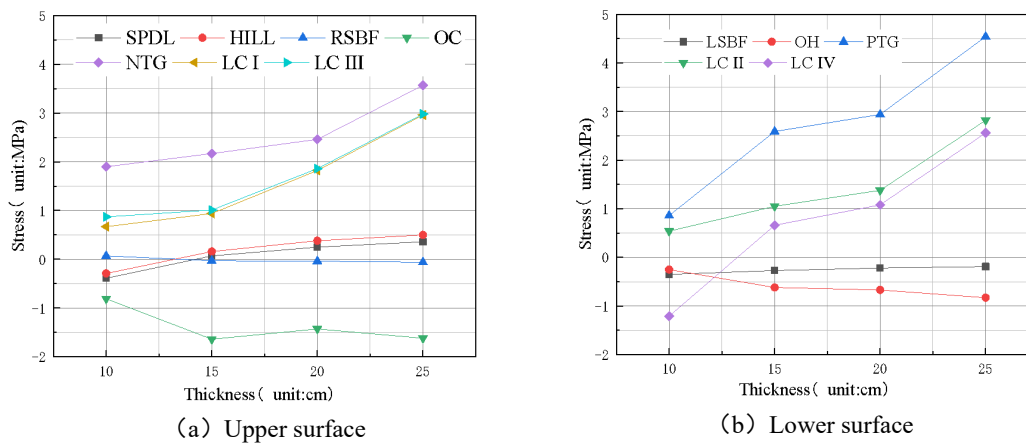 SPDL HILL RSBF OC
NTG LC I LC III
5
4
3
2
1
0
-1
-2
Stress( unit:MPa)
10 15 20 25
Thickness( unit:cm)
(a) Upper surface
LSBF OH PTG
LC II LC IV
5
4
3
2
1
0
-1
-2
Stress( unit:MPa)
10 15 20 25
Thickness( unit:cm)
(b) Lower surface